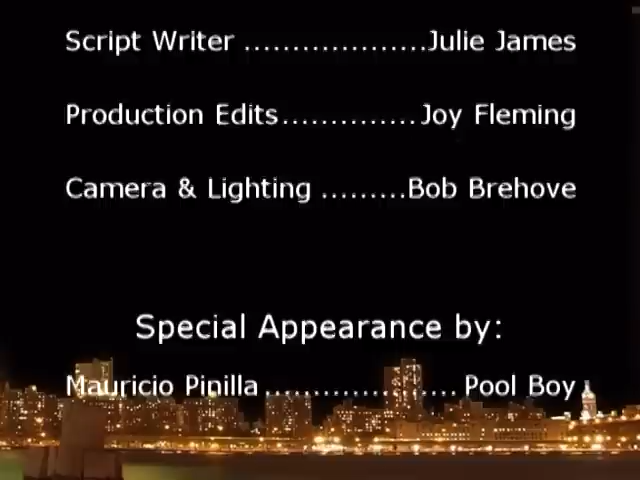 Script Writer ...................Julie James
Production Edits..............Joy Fleming
Camera & Lighting .........Bob Brehove
Special Appearance by:
Mauricio Pinilla.................... Pool Boy